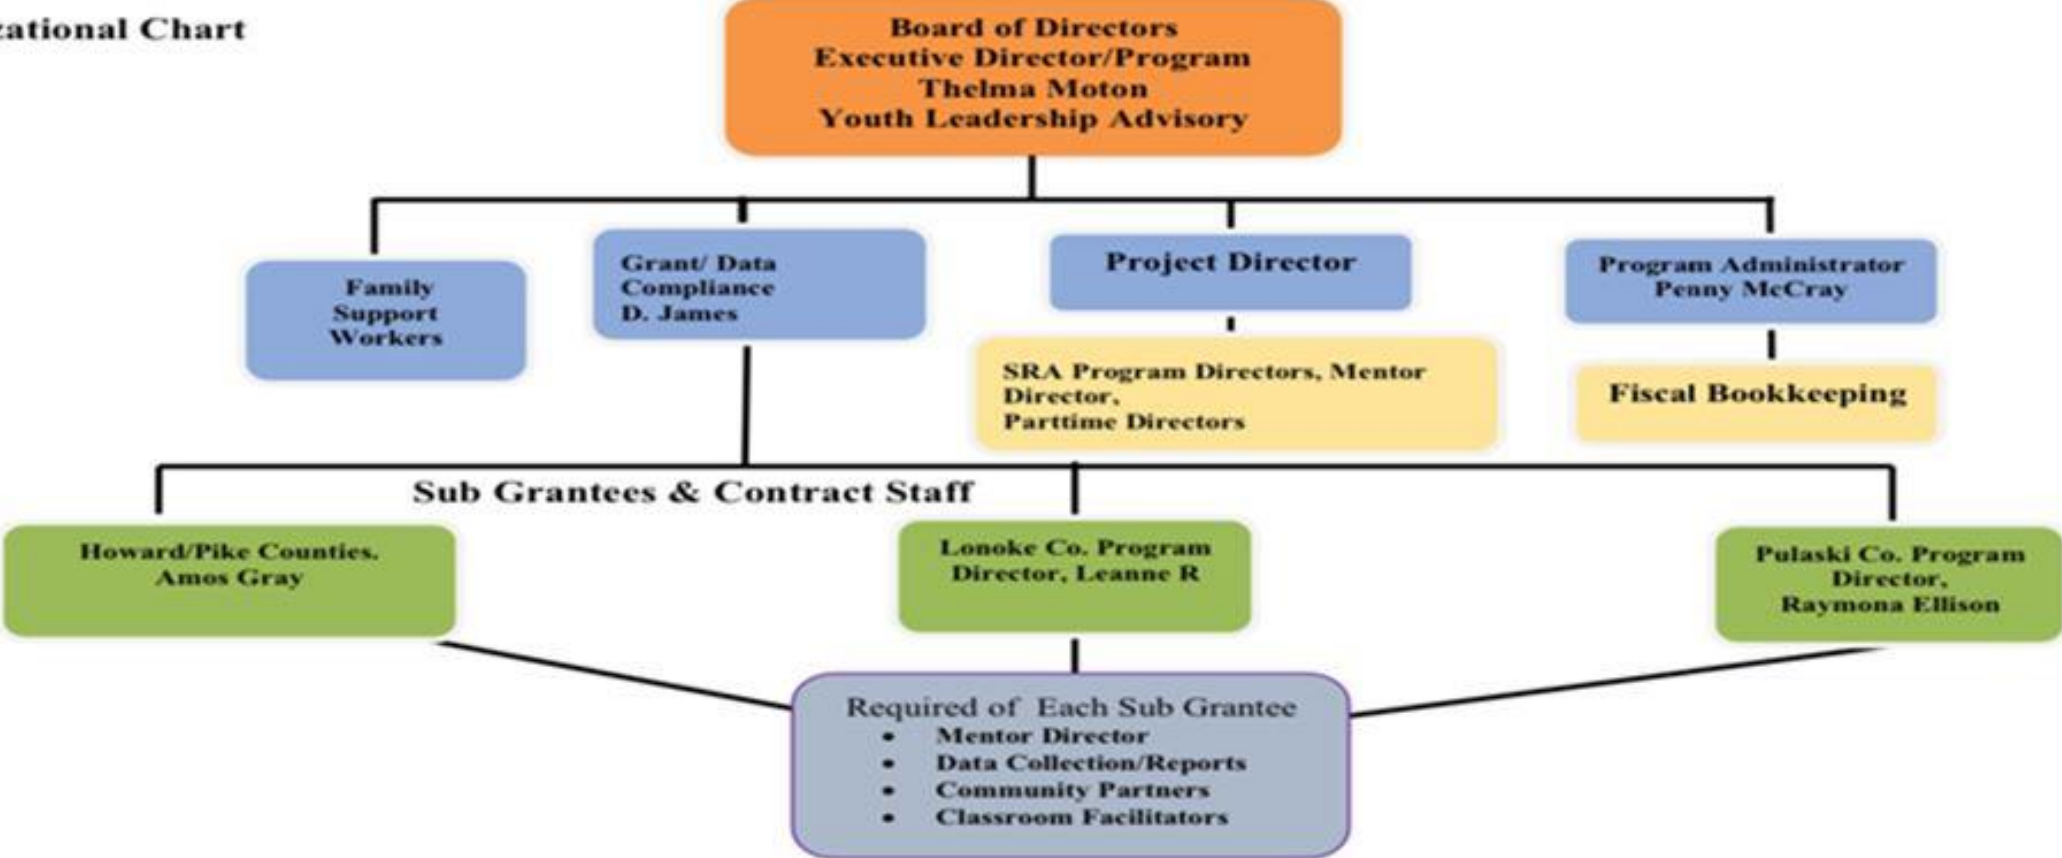 zational Chart
Board of Directors
Executive Director/Program
Thelma Moton
Youth Leadership Advisory
Family
Support
Workers
Grant/ Data
Compliance
D. James
Project Director
Program Administrator
Penny McCray
SRA Program Directors, Mentor
Director,
Parttime Directors
Fiscal Bookkeeping
Sub Grantees & Contract Staff
Howard/Pike Counties.
Amos Gray
Lonoke Co. Program
Director, Leanne R
Pulaski Co. Program
Director,
Raymona Ellison
Required of Each Sub Grantee
• Mentor Director
• Data Collection/Reports
• Community Partners
• Classroom Facilitators